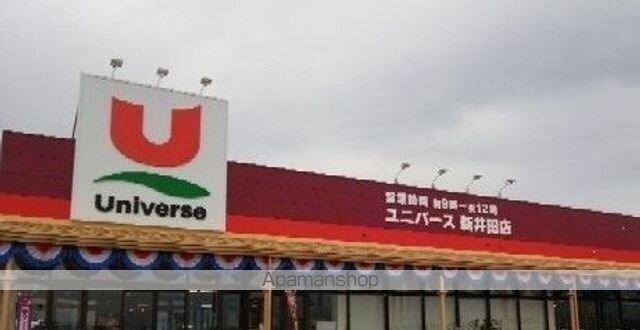 U
Universe
営業時間 朝9時-夜12時
ユニバース 新井田店
Apamanshop